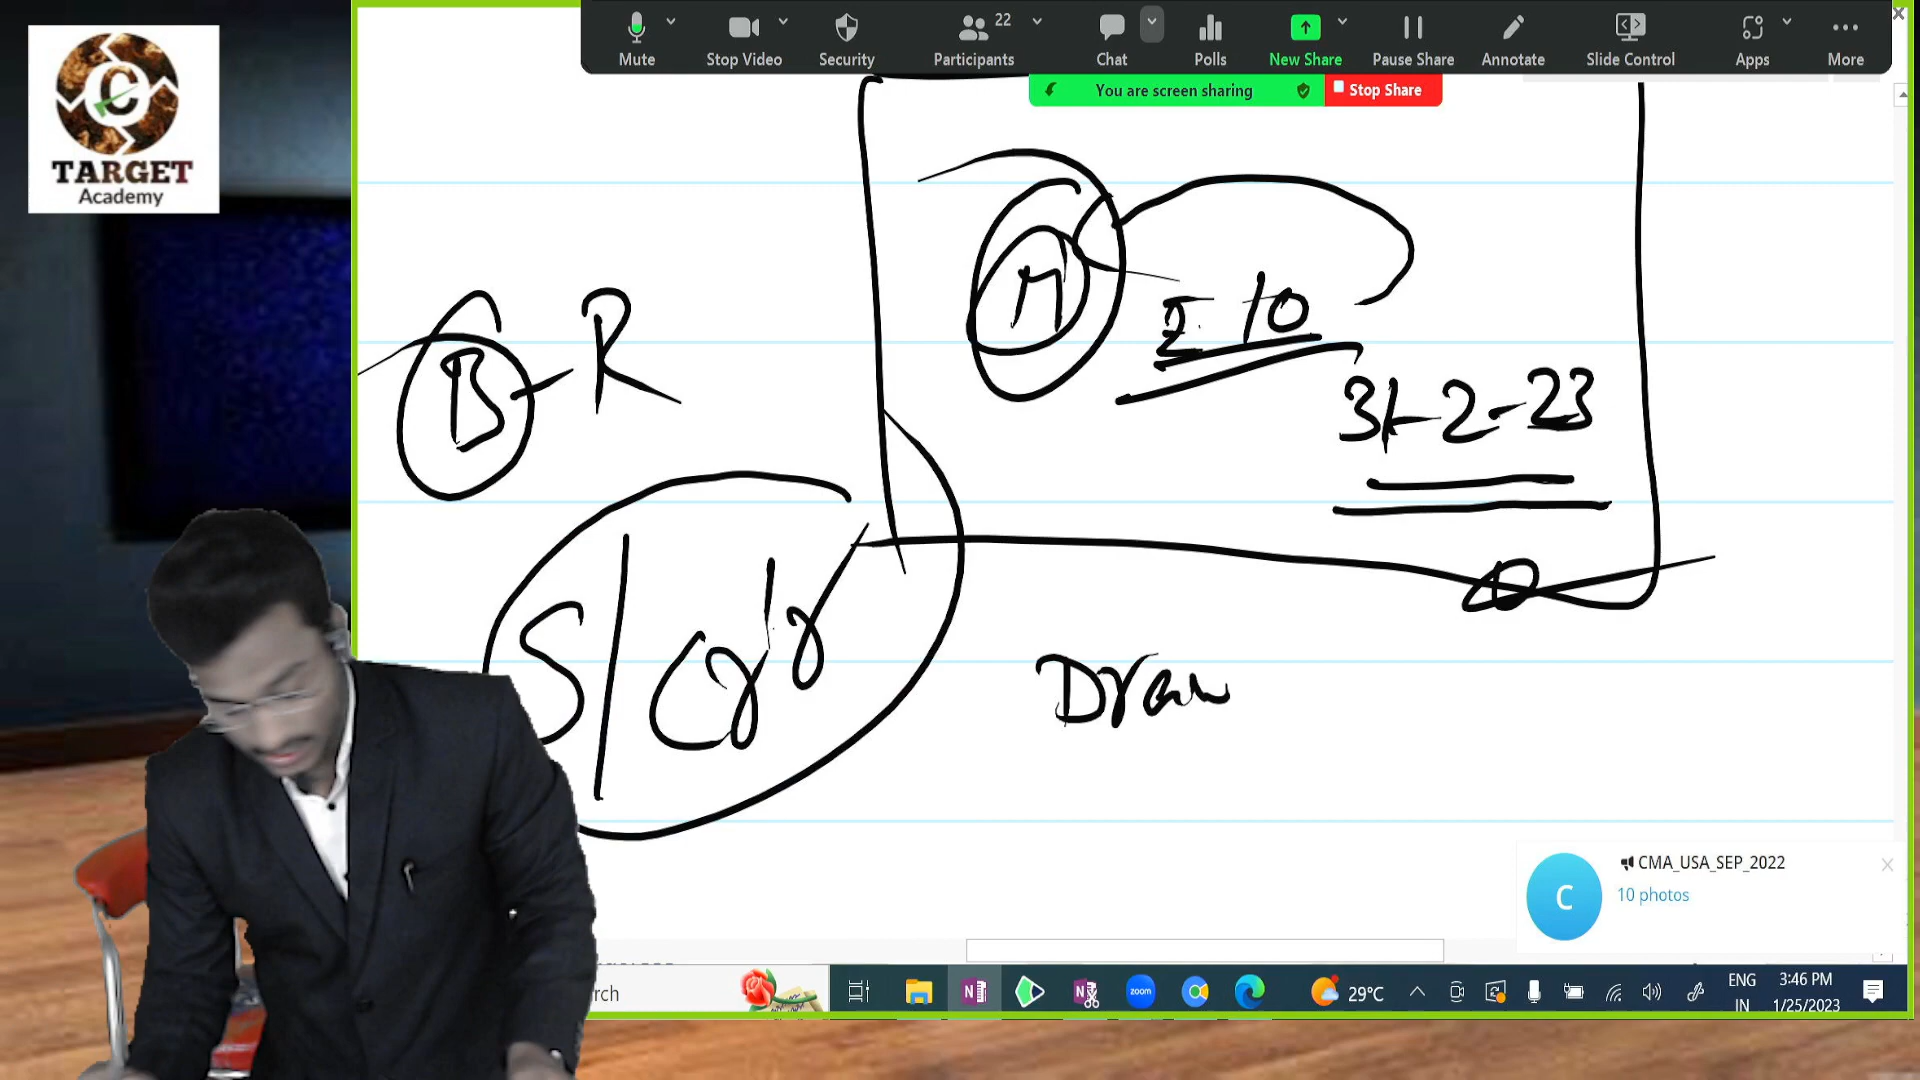 TARGET
Academy
Mute
Stop Video
Security
Participants 22
Chat
Polls
New Share
Pause Share
Annotate
Slide Control
Apps
More
You are screen sharing
Stop Share
B - R
M
I 10
31-2-23
S/
Draw
CMA_USA_SEP_2022
C
10 photos
rch
zoom
29°C
ENG
IN
3:46 PM
1/25/2023